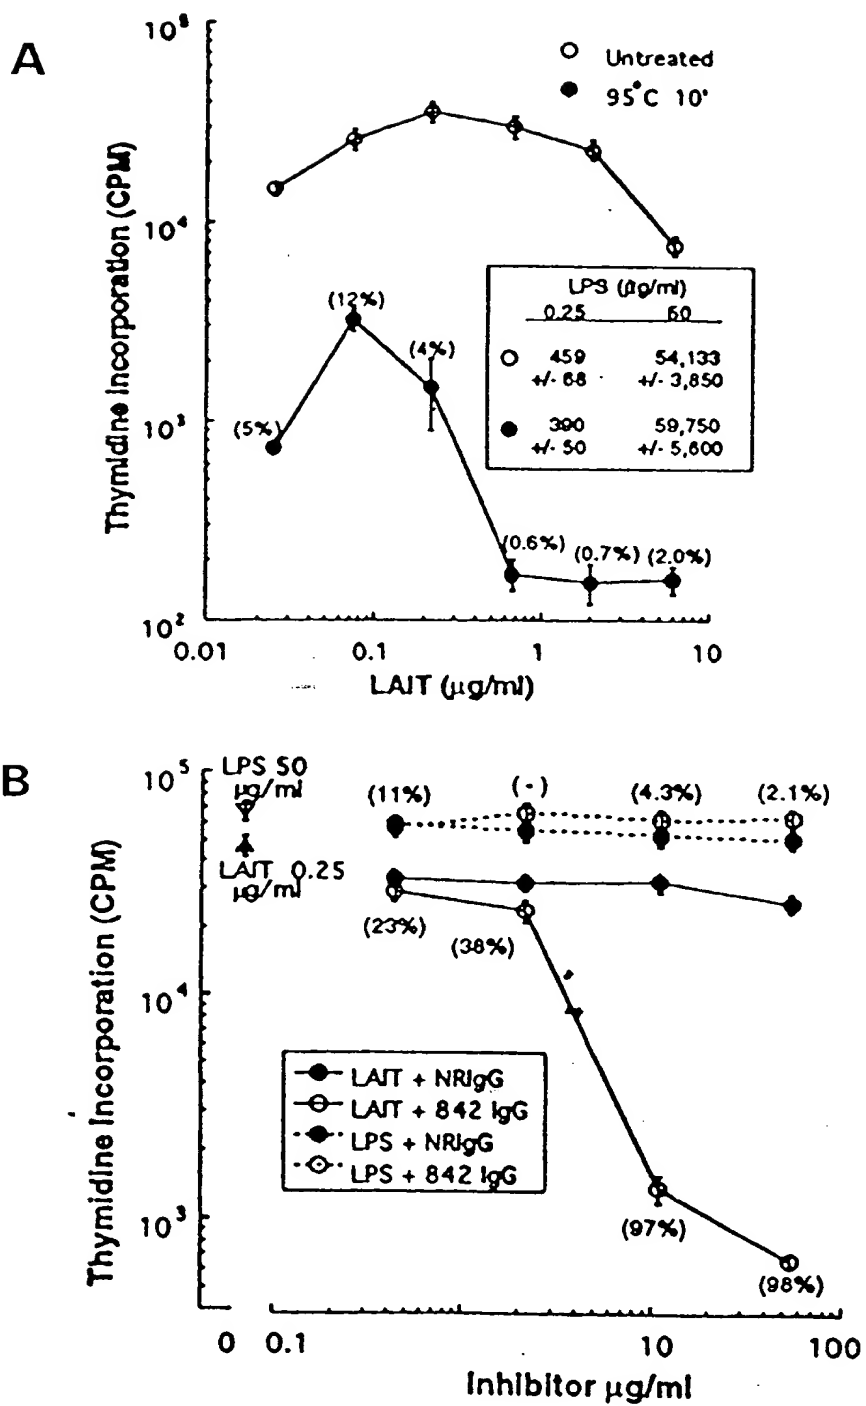 A
10⁵
Untreated
95°C 10'
10⁴
10³
10²
Thymidine Incorporation (CPM)
(5%)
(12%)
(4%)
(0.6%)
(0.7%)
(2.0%)
LPS (µg/ml)
0.25 50
459 54,133
+/- 68 +/- 3,850
390 59,750
+/- 50 +/- 5,600
0.01 0.1 1 10
LAIT (µg/ml)
B
10⁵
LPS 50
µg/ml
LAIT 0.25
µg/ml
(11%) (-) (4.3%) (2.1%)
(23%)
(38%)
(97%)
(98%)
10⁴
10³
Thymidine Incorporation (CPM)
LAIT + NRIgG
LAIT + 842 IgG
LPS + NRIgG
LPS + 842 IgG
0 0.1 10 100
Inhibitor µg/ml